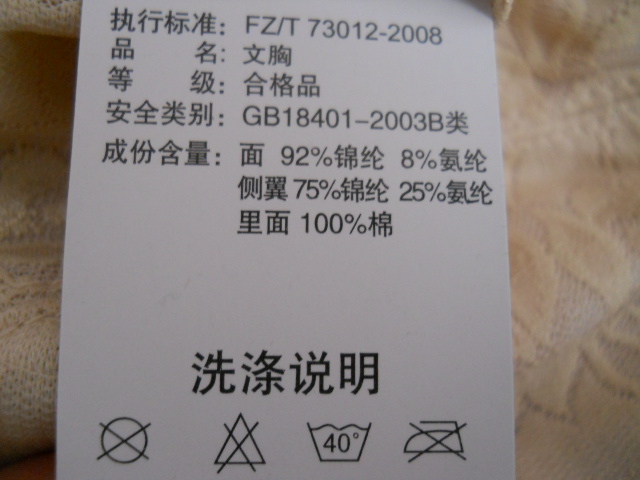 执行标准：FZ/T 73012-2008
品 名：文胸
等 级：合格品
安全类别：GB18401-2003B类
成份含量：面 92%锦纶 8%氨纶
侧翼 75%锦纶 25%氨纶
里面 100%棉
洗涤说明
40°